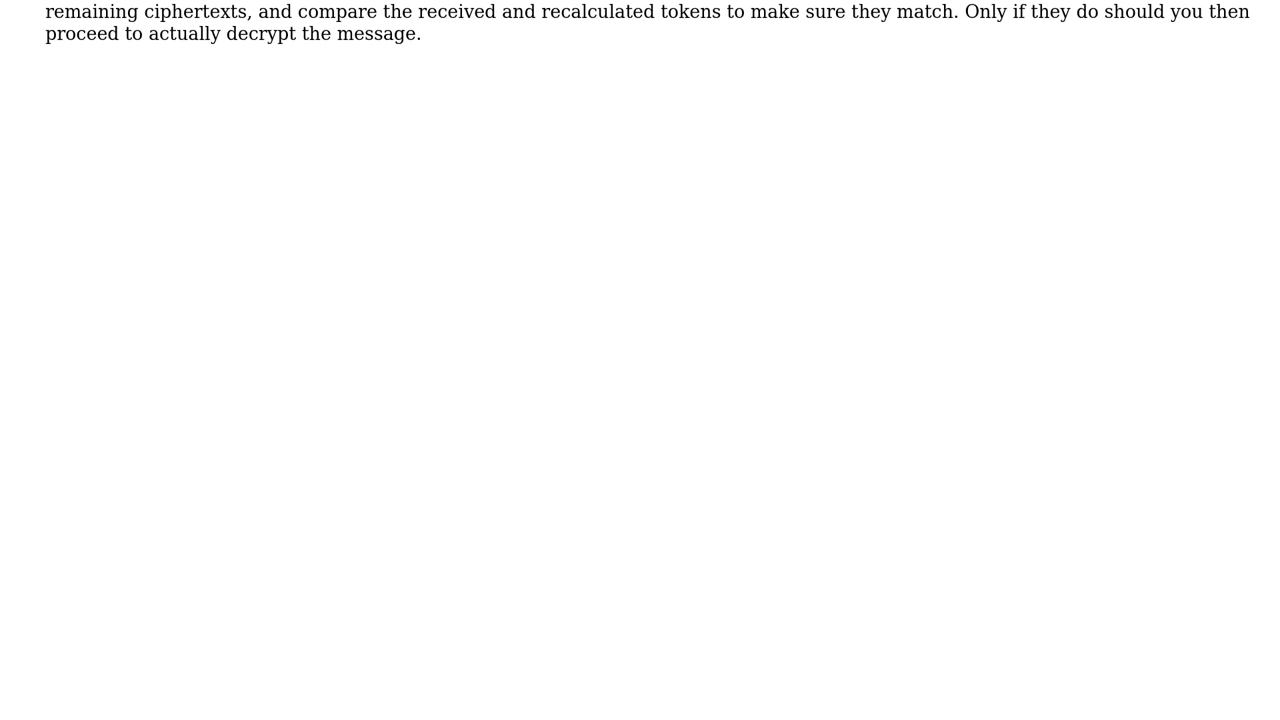 remaining ciphertexts, and compare the received and recalculated tokens to make sure they match. Only if they do should you then
proceed to actually decrypt the message.